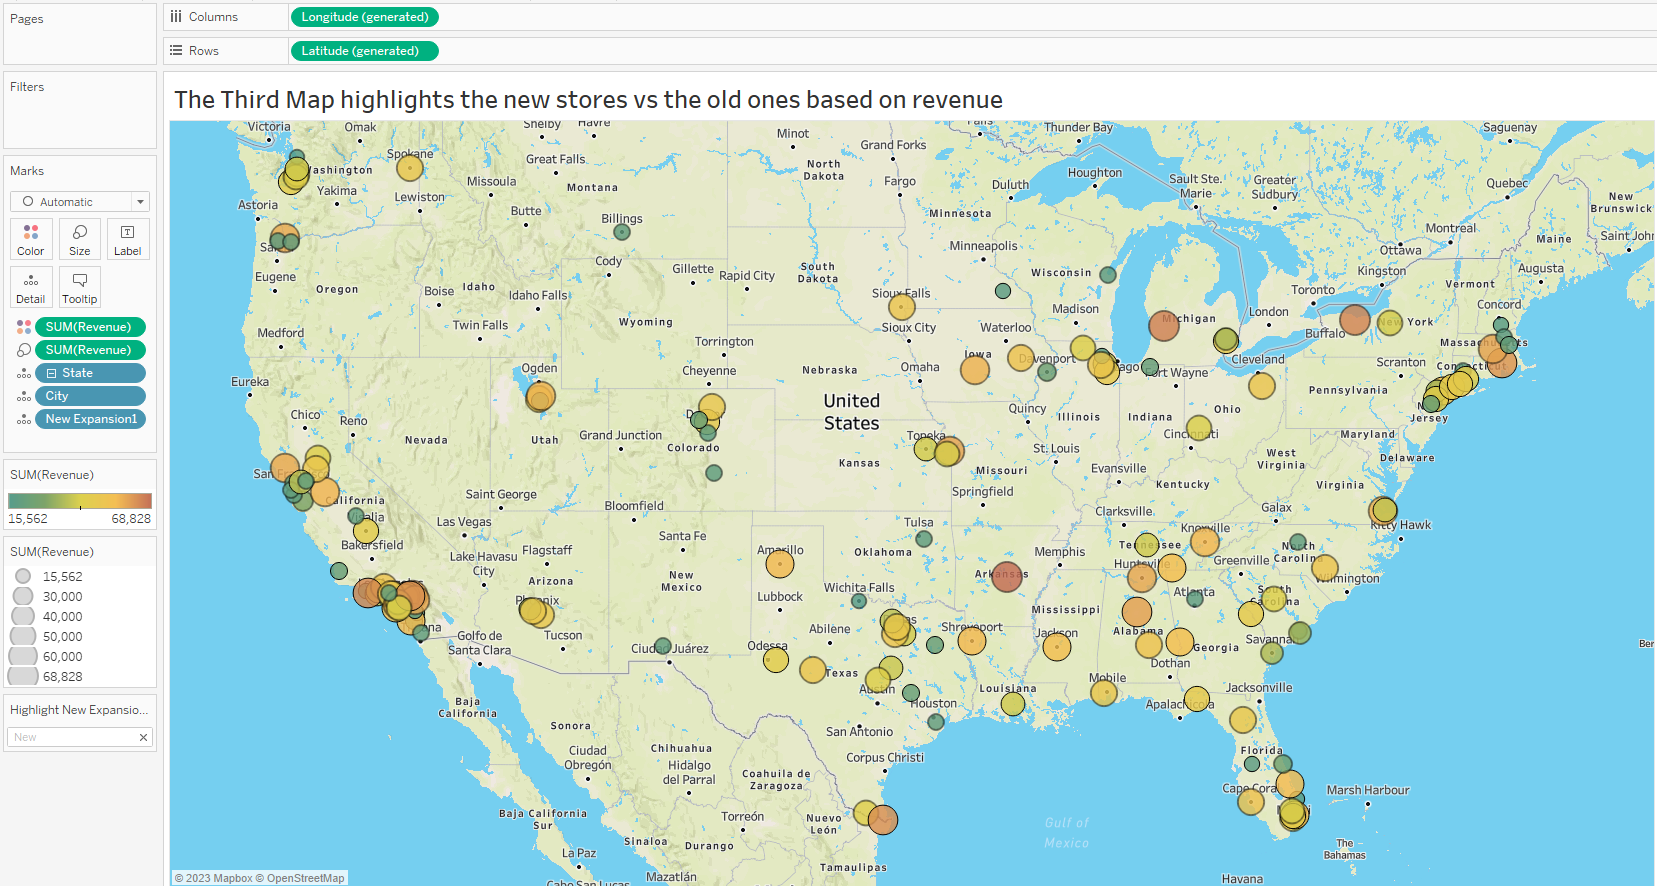 Pages
Columns
Longitude (generated)
Rows
Latitude (generated)
Filters
Marks
Automatic
Color
Size
Label
Detail
Tooltip
SUM(Revenue)
SUM(Revenue)
State
City
New Expansion1
SUM(Revenue)
15,562
68,828
SUM(Revenue)
15,562
30,000
40,000
50,000
60,000
68,828
Highlight New Expansio...
New
The Third Map highlights the new stores vs the old ones based on revenue
Victoria
Omak
Shelby
Havre
Minot
Grand Forks
Thunder Bay
Saguenay
Spokane
Great Falls
North
Dakota
Houghton
Sault Ste.
Marie
Greater
Sudbury
Quebec
Yakima
Lewiston
Missoula
Montana
Fargo
Duluth
New
Brunswick
Astoria
Butte
Billings
Minnesota
Montreal
Maine
Saint John
Eugene
Cody
Gillette
Rapid City
South
Dakota
Minneapolis
Wisconsin
Ottawa
Kingston
Augusta
Oregon
Boise
Idaho
Idaho Falls
Sioux Falls
Toronto
Vermont
Medford
Twin Falls
Wyoming
Sioux City
Waterloo
Madison
Michigan
London
Buffalo
New York
Concord
Torrington
Iowa
Davenport
Cleveland
Scranton
Massachusetts
Connecticut
Eureka
Ogden
Cheyenne
Nebraska
Omaha
Fort Wayne
Pennsylvania
Chico
Reno
United
States
Quincy
Illinois
Indiana
Ohio
Jersey
Nevada
Utah
Grand Junction
Colorado
Topeka
St. Louis
Cincinnati
Maryland
Kansas
Missouri
Evansville
West
Virginia
Delaware
California
Saint George
Springfield
Kentucky
Virginia
Visalia
Las Vegas
Bloomfield
Clarksville
Galax
Bakersfield
Lake Havasu
City
Flagstaff
Santa Fe
Amarillo
Tulsa
Oklahoma
Memphis
Tennessee
Knoxville
Kitty Hawk
Arizona
New
Mexico
Lubbock
Wichita Falls
Arkansas
Huntsville
Greenville
North
Carolina
Wilmington
Phoenix
Tucson
Abilene
Mississippi
Atlanta
South
Carolina
Golfo de
Santa Clara
Ciudad Juárez
Odessa
Shreveport
Jackson
Alabama
Georgia
Savannah
Texas
Dothan
Baja
California
Austin
Louisiana
Mobile
Jacksonville
Sonora
Houston
Apalachicola
San Antonio
Ciudad
Obregón
Chihuahua
Corpus Christi
Florida
Hidalgo
del Parral
Coahuila de
Zaragoza
Cape Coral
Marsh Harbour
Baja California
Sur
Torreón
Nuevo
León
Gulf of
Mexico
Sinaloa
Durango
The
Bahamas
La Paz
Tamaulipas
© 2023 Mapbox © OpenStreetMap
Cabo San Lucas
Mazatlán
Havana